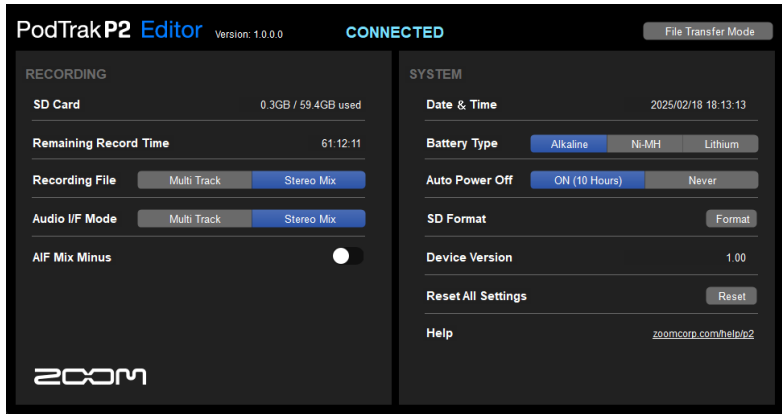 PodTrak P2 Editor Version: 1.0.0.0 CONNECTED File Transfer Mode
RECORDING
SD Card 0.3GB / 59.4GB used
Remaining Record Time 61:12:11
Recording File Multi Track Stereo Mix
Audio I/F Mode Multi Track Stereo Mix
AIF Mix Minus
ZOOM
SYSTEM
Date & Time 2025/02/18 18:13:13
Battery Type Alkaline Ni-MH Lithium
Auto Power Off ON (10 Hours) Never
SD Format Format
Device Version 1.00
Reset All Settings Reset
Help zoomcorp.com/help/p2